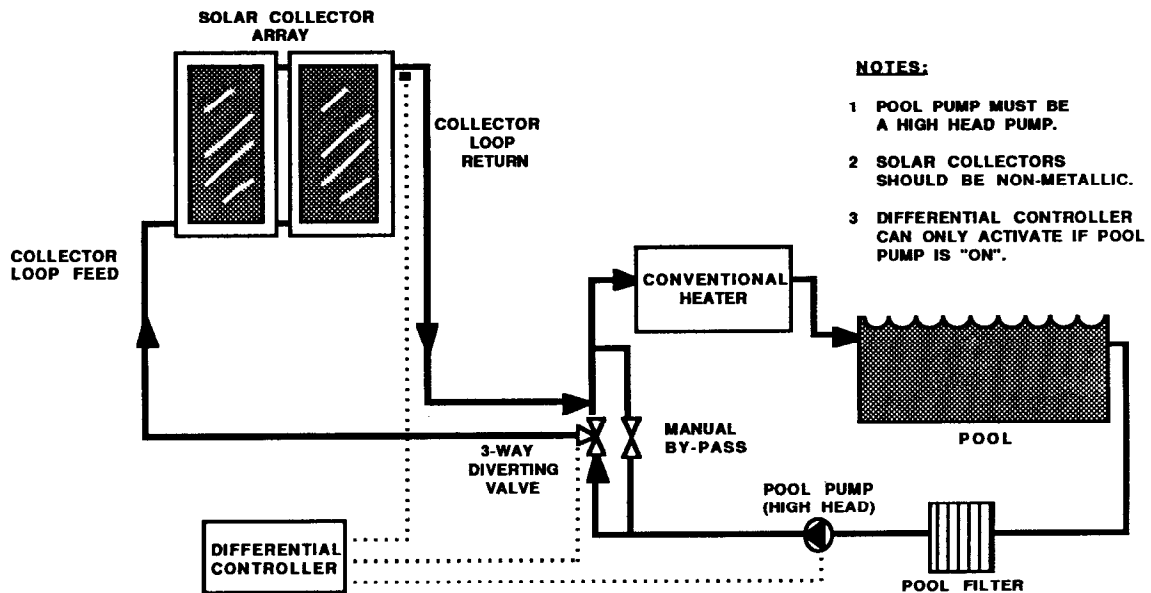 SOLAR COLLECTOR
ARRAY
COLLECTOR
LOOP
RETURN
COLLECTOR
LOOP FEED
NOTES:
1 POOL PUMP MUST BE
A HIGH HEAD PUMP.
2 SOLAR COLLECTORS
SHOULD BE NON-METALLIC.
3 DIFFERENTIAL CONTROLLER
CAN ONLY ACTIVATE IF POOL
PUMP IS "ON".
CONVENTIONAL
HEATER
POOL
MANUAL
BY-PASS
3-WAY
DIVERTING
VALVE
POOL PUMP
(HIGH HEAD)
DIFFERENTIAL
CONTROLLER
POOL FILTER